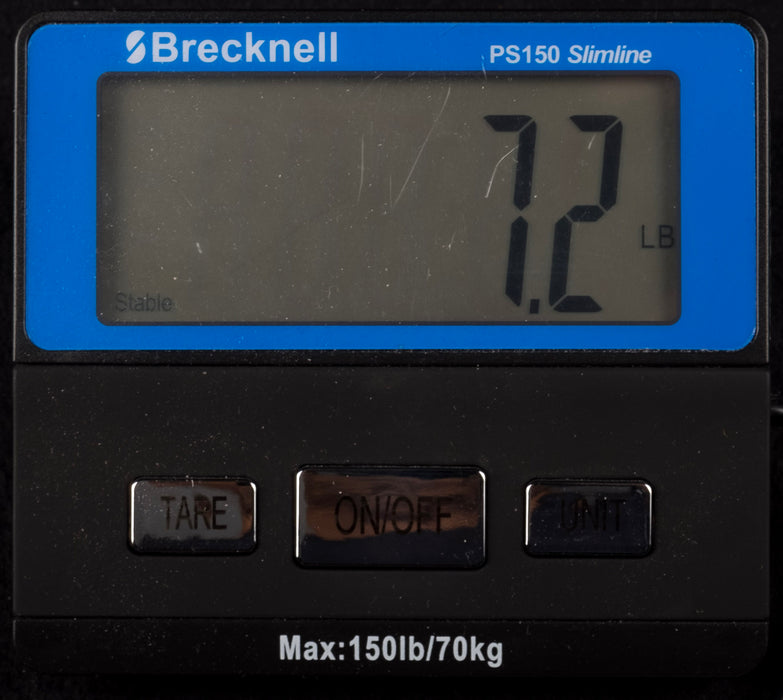 Brecknell
PS150 Slimline
7.2
LB
Stable
TARE
ON/OFF
UNIT
Max:150lb/70kg